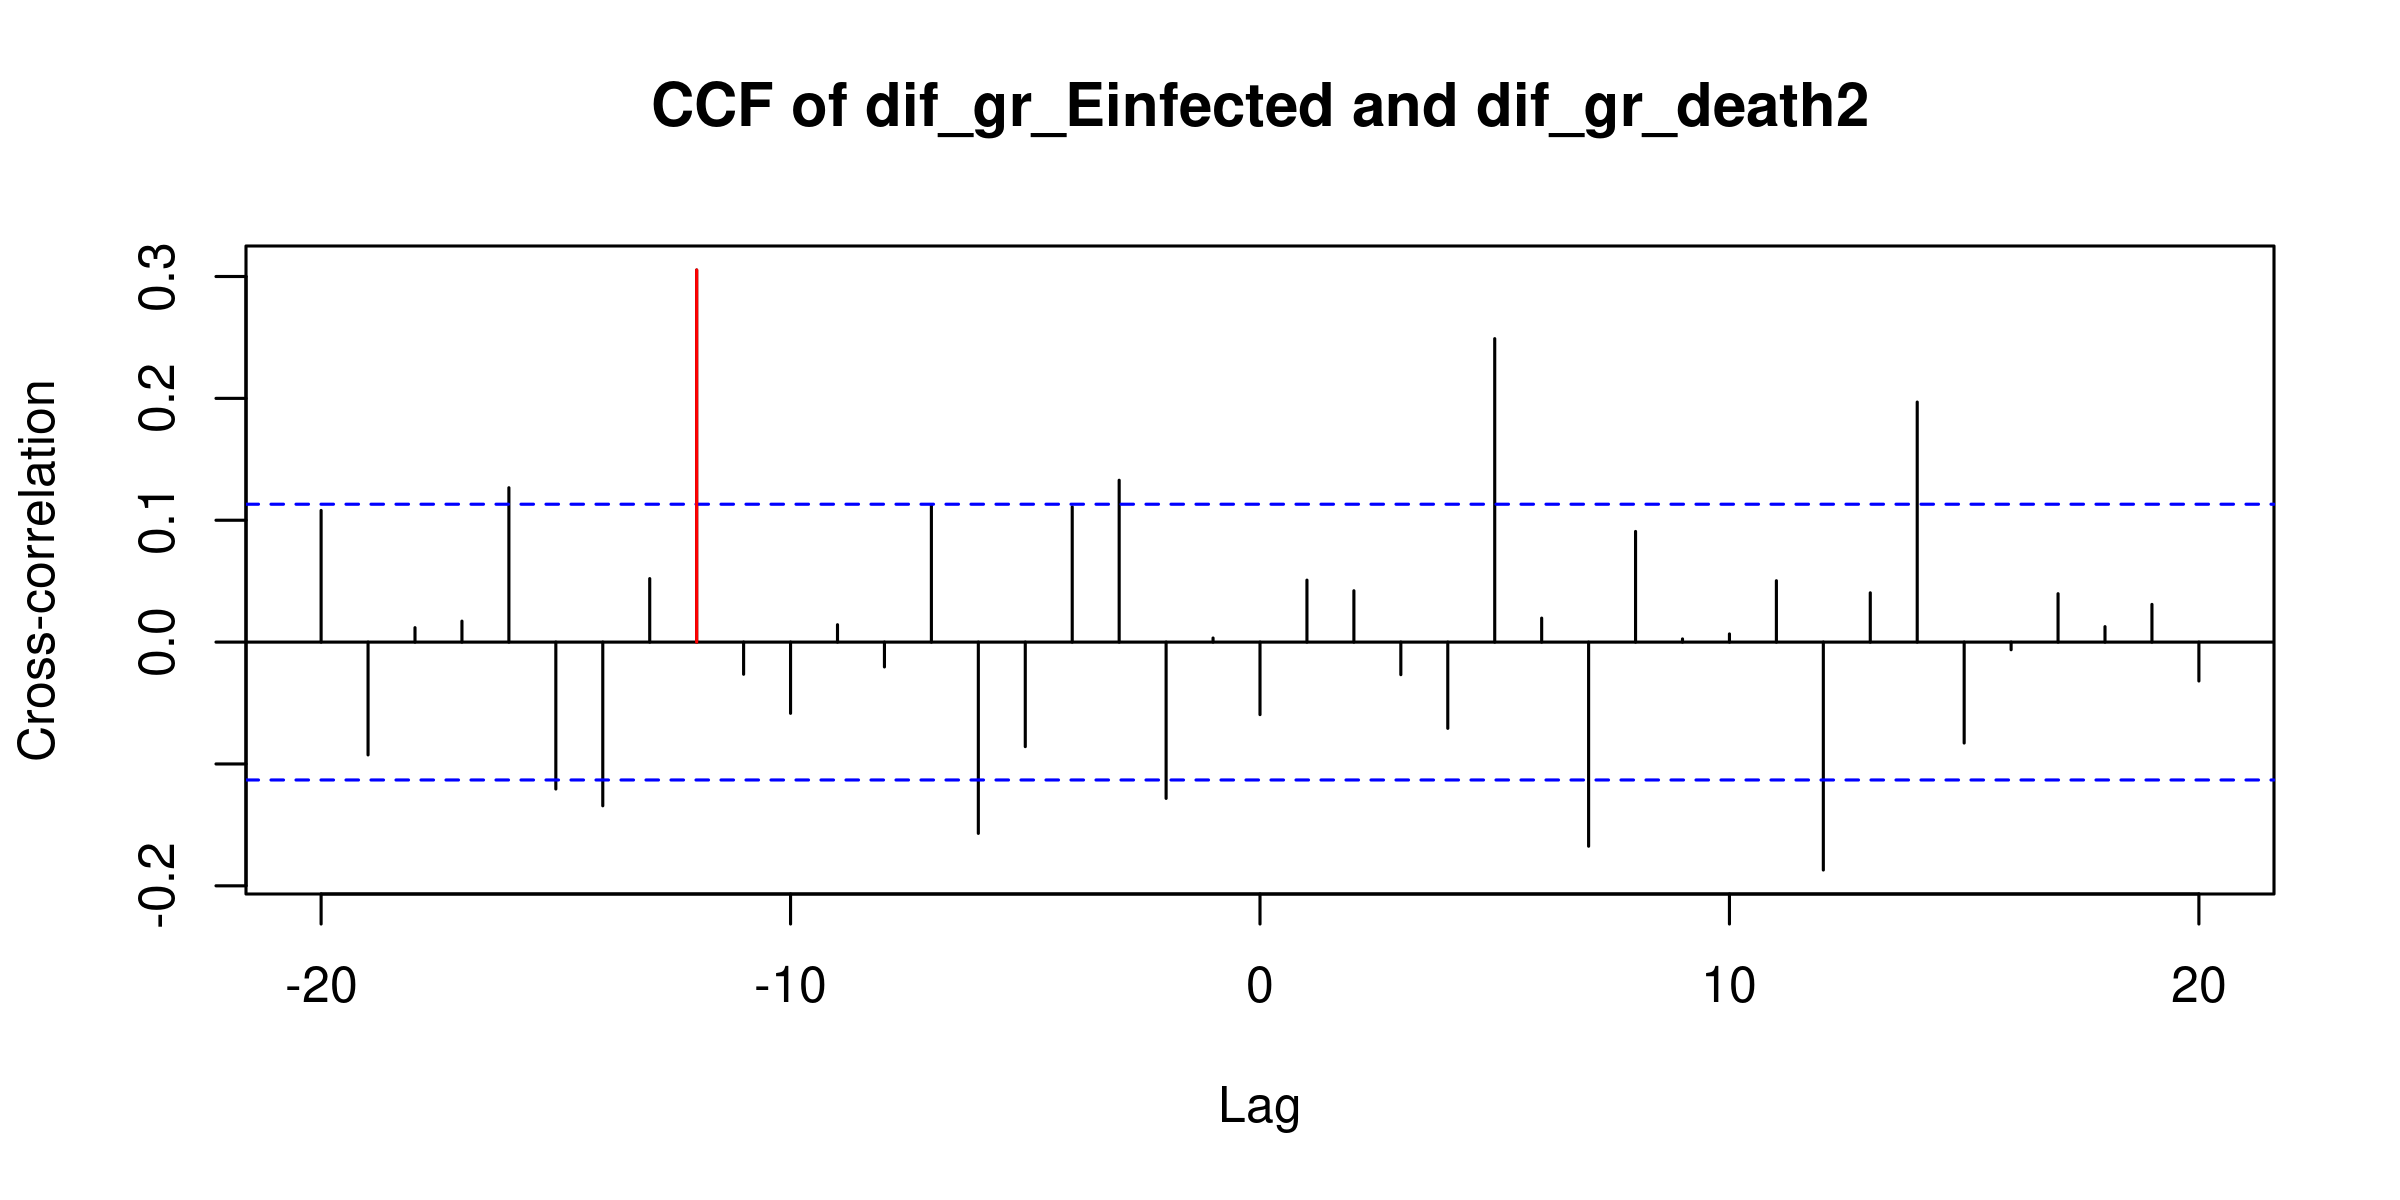 CCF of dif_gr_Einfected and dif_gr_death2
Cross-correlation
0.3
0.2
0.1
0.0
-0.2
-20 -10 0 10 20
Lag